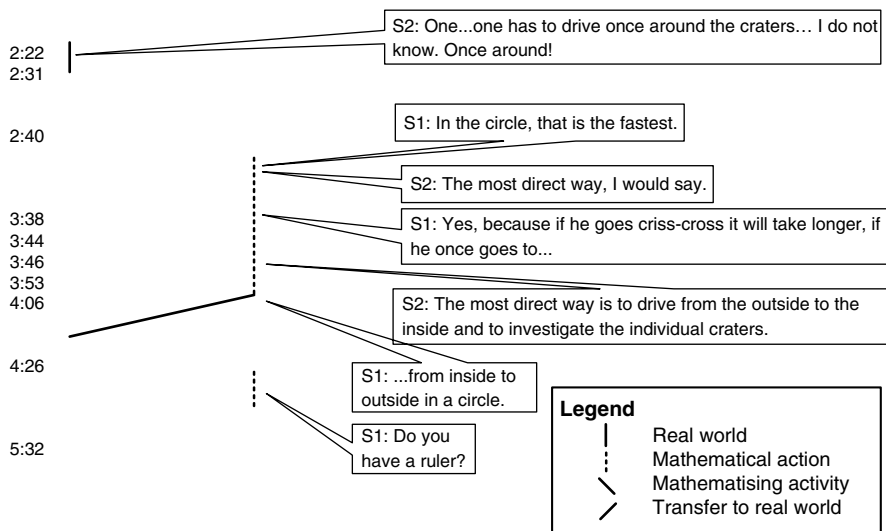 S2: One...one has to drive once around the craters… I do not
know. Once around!
2:22
2:31
S1: In the circle, that is the fastest.
2:40
S2: The most direct way, I would say.
3:38
S1: Yes, because if he goes criss-cross it will take longer, if
he once goes to...
3:44
3:46
3:53
4:06
S2: The most direct way is to drive from the outside to the
inside and to investigate the individual craters.
4:26
S1: ...from inside to
outside in a circle.
S1: Do you
have a ruler?
5:32
Legend
Real world
Mathematical action
Mathematising activity
Transfer to real world